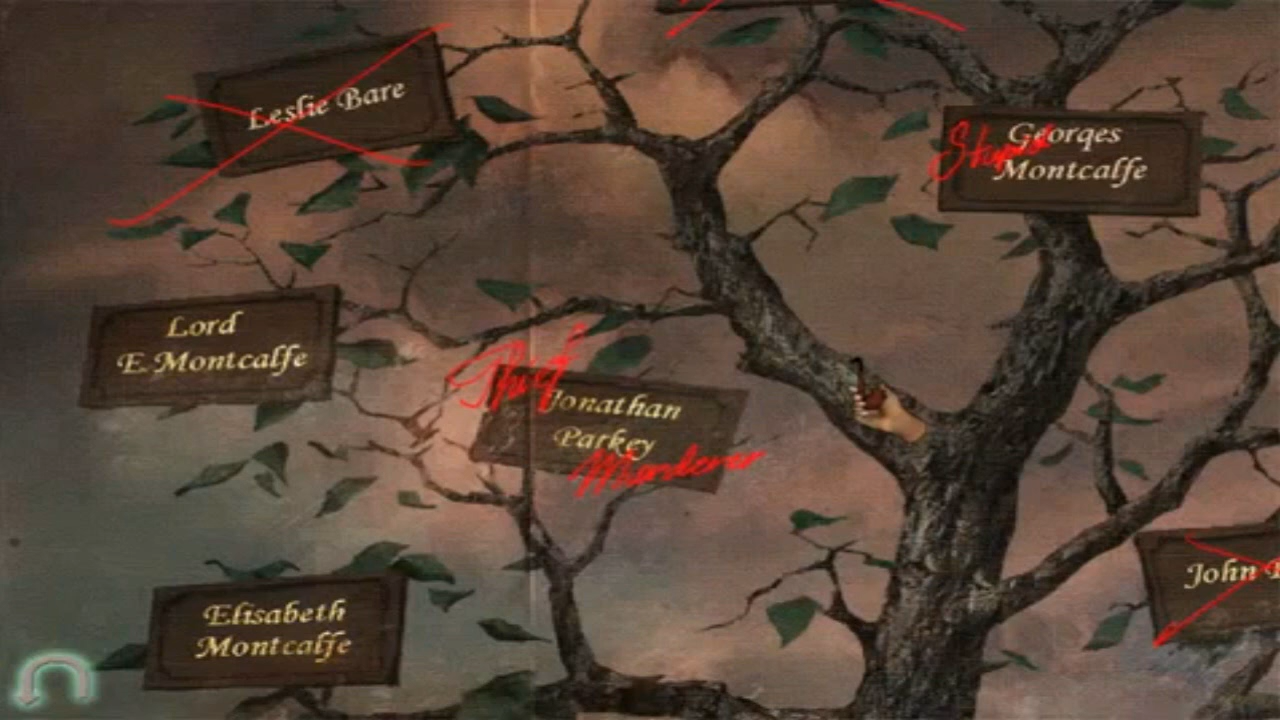 Leslie Bare
Georges
Montcalfe
Lord
E. Montcalfe
Thief
Jonathan
Parkey
Murderer
Elisabeth
Montcalfe
John